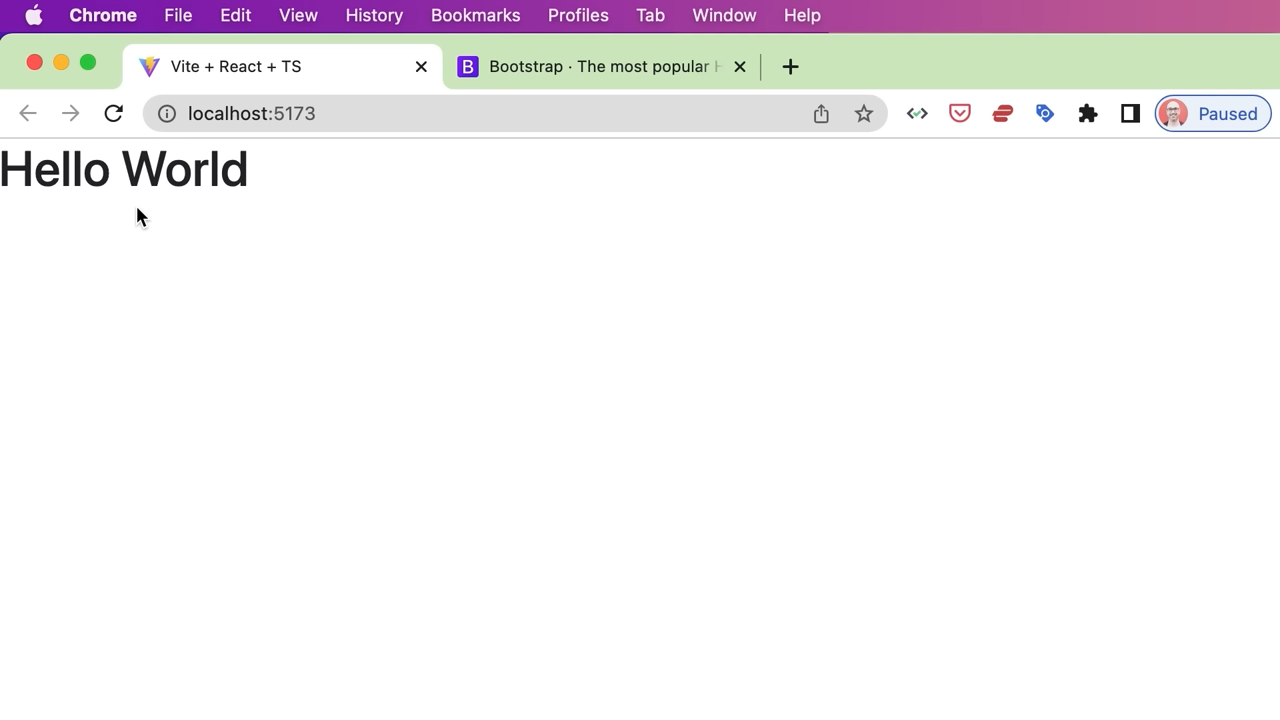 Chrome File Edit View History Bookmarks Profiles Tab Window Help
Vite + React + TS B Bootstrap · The most popular
localhost:5173 Paused
Hello World